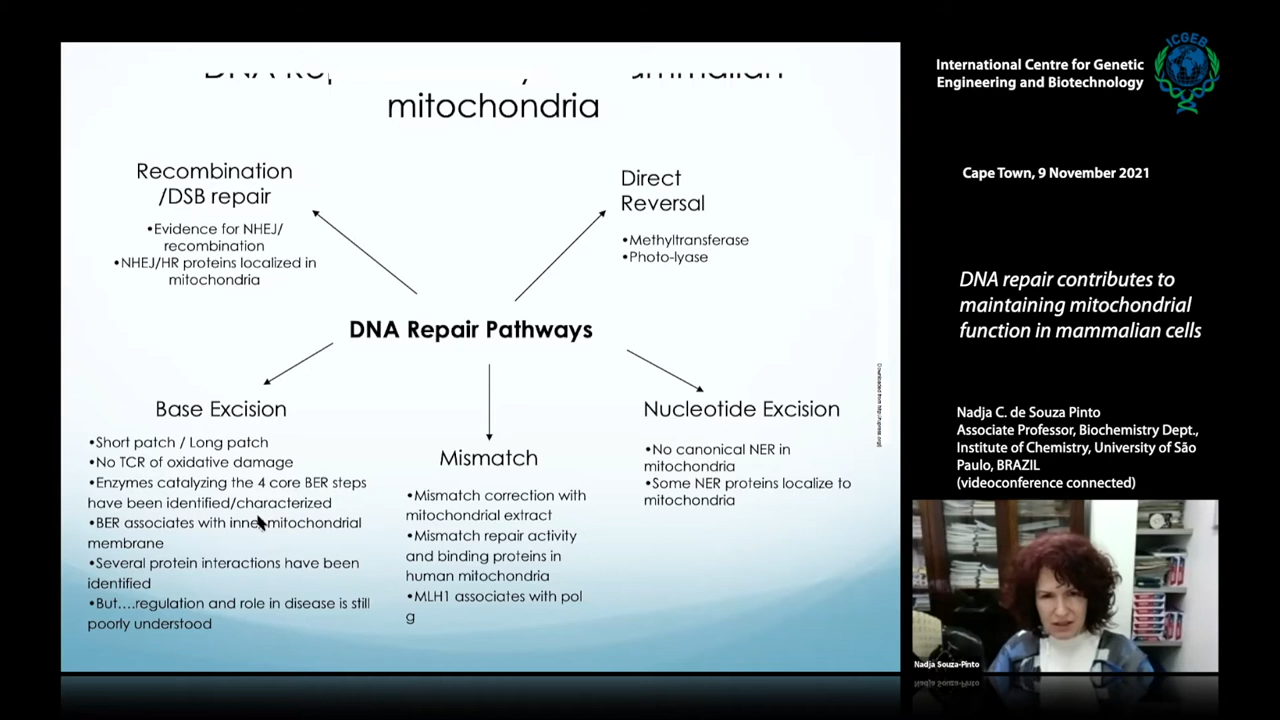 mitochondria
Recombination
/DSB repair
•Evidence for NHEJ/
recombination
•NHEJ/HR proteins localized in
mitochondria
Direct
Reversal
•Methyltransferase
•Photo-lyase
DNA Repair Pathways
Base Excision
•Short patch / Long patch
•No TCR of oxidative damage
•Enzymes catalyzing the 4 core BER steps
have been identified/characterized
•BER associates with inner mitochondrial
membrane
•Several protein interactions have been
identified
•But....regulation and role in disease is still
poorly understood
Mismatch
•Mismatch correction with
mitochondrial extract
•Mismatch repair activity
and binding proteins in
human mitochondria
•MLH1 associates with pol
g
Nucleotide Excision
•No canonical NER in
mitochondria
•Some NER proteins localize to
mitochondria
International Centre for Genetic
Engineering and Biotechnology
ICGEB
Cape Town, 9 November 2021
DNA repair contributes to
maintaining mitochondrial
function in mammalian cells
Nadja C. de Souza Pinto
Associate Professor, Biochemistry Dept.,
Institute of Chemistry, University of São
Paulo, BRAZIL
(videoconference connected)
Nadja Souza-Pinto